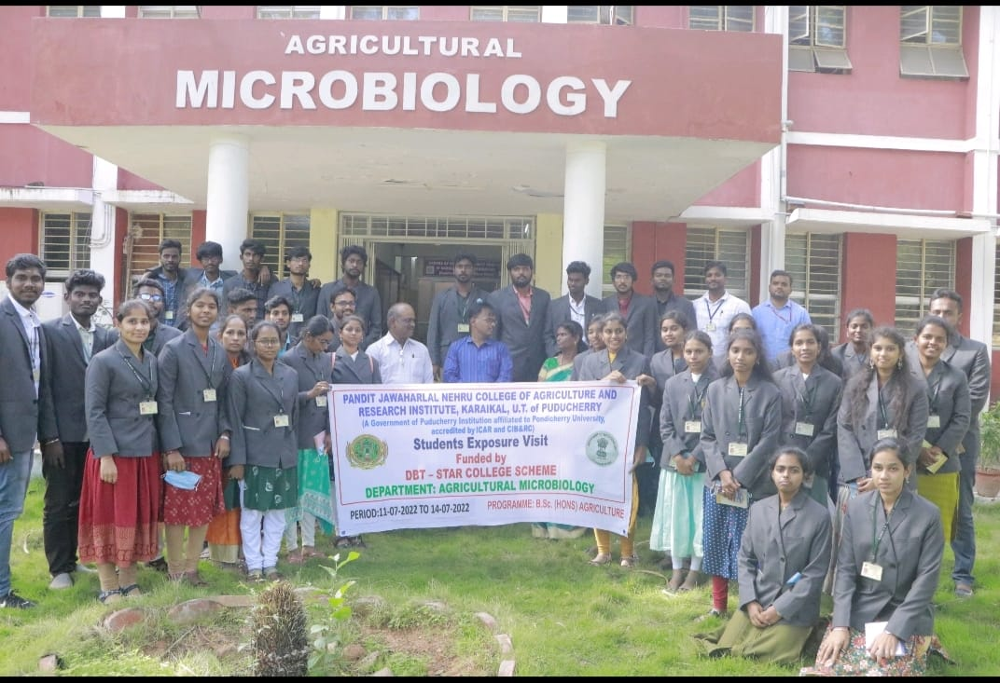 AGRICULTURAL
MICROBIOLOGY
PANDIT JAWAHARLAL NEHRU COLLEGE OF AGRICULTURE AND
RESEARCH INSTITUTE, KARAIKAL, U.T. of PUDUCHERRY
(A Government of Puducherry Institution affiliated to Pondicherry University,
accredited by ICAR and CIB&RC)
Students Exposure Visit
Funded by
DBT – STAR COLLEGE SCHEME
DEPARTMENT: AGRICULTURAL MICROBIOLOGY
PERIOD:11-07-2022 TO 14-07-2022
PROGRAMME: B.Sc. (HONS) AGRICULTURE